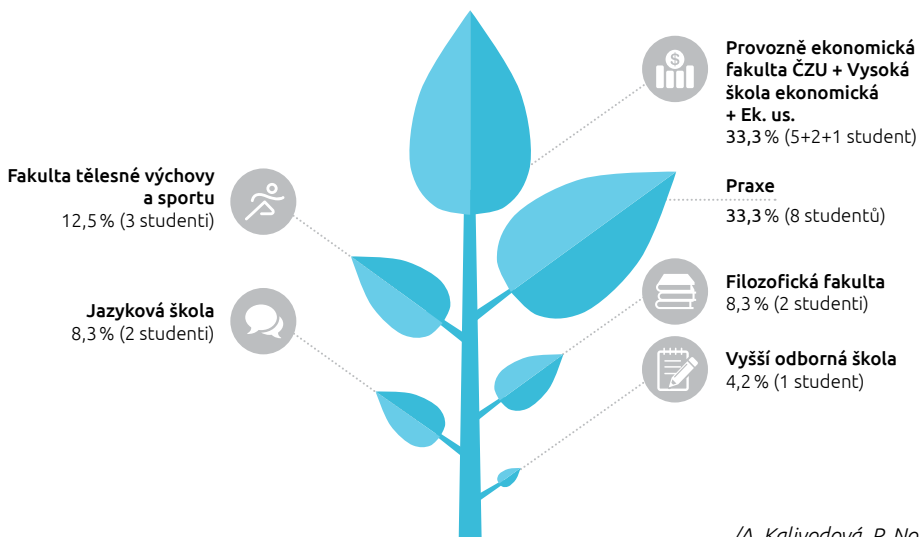 Provozně ekonomická
fakulta ČZU + Vysoká
škola ekonomická
+ Ek. us.
33,3 % (5+2+1 student)
Fakulta tělesné výchovy
a sportu
12,5 % (3 studenti)
Praxe
33,3 % (8 studentů)
Jazyková škola
8,3 % (2 studenti)
Filozofická fakulta
8,3 % (2 studenti)
Vyšší odborná škola
4,2 % (1 student)
/A. Kalivodová, P. No